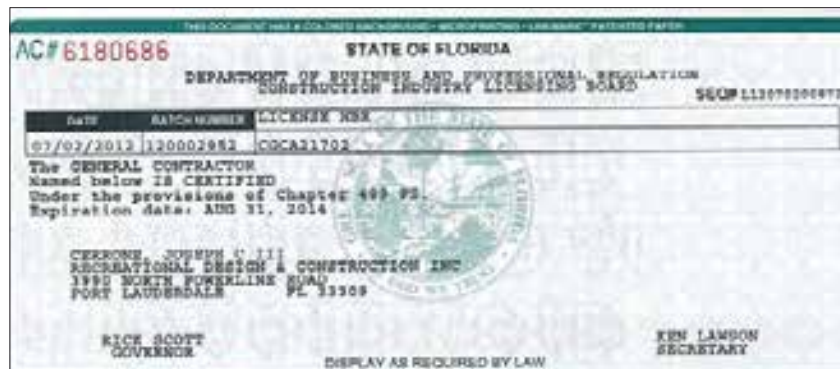 THIS DOCUMENT HAS A COLORED BACKGROUND • MICROPRINTING • LINEMARK™ PATENTED PAPER
AC# 6180686
STATE OF FLORIDA
DEPARTMENT OF BUSINESS AND PROFESSIONAL REGULATION
CONSTRUCTION INDUSTRY LICENSING BOARD
SEQ#
DATE BATCH NUMBER LICENSE NBR
07/02/2012 120002952 CGCA21702
The GENERAL CONTRACTOR
Named below IS CERTIFIED
Under the provisions of Chapter 489 FS.
Expiration date: AUG 31, 2014
CERRONE, JOSEPH C III
RECREATIONAL DESIGN & CONSTRUCTION INC
3990 NORTH POWERLINE ROAD
FORT LAUDERDALE FL 33309
RICK SCOTT
GOVERNOR
KEN LAWSON
SECRETARY
DISPLAY AS REQUIRED BY LAW